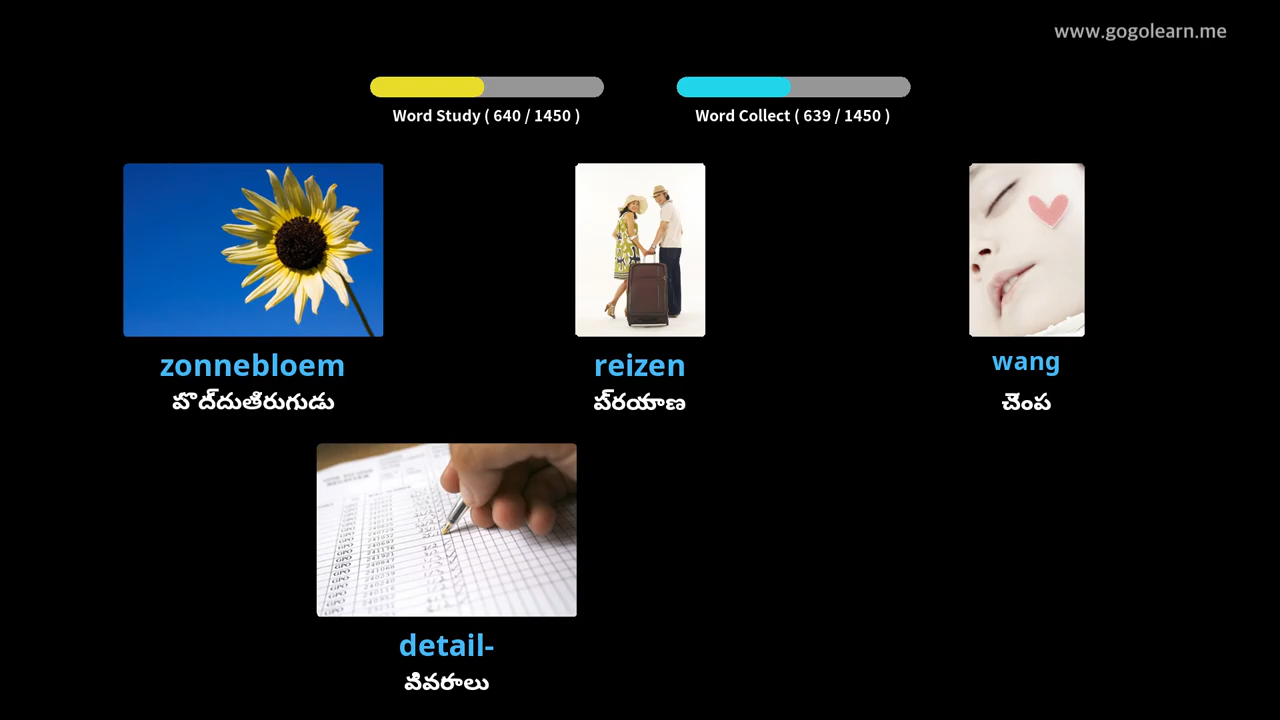 www.gogolearn.me
Word Study ( 640 / 1450 )
Word Collect ( 639 / 1450 )
zonnebloem
పొద్దుతిరుగుడు
reizen
ప్రయాణ
wang
చెంప
detail-
వివరాలు